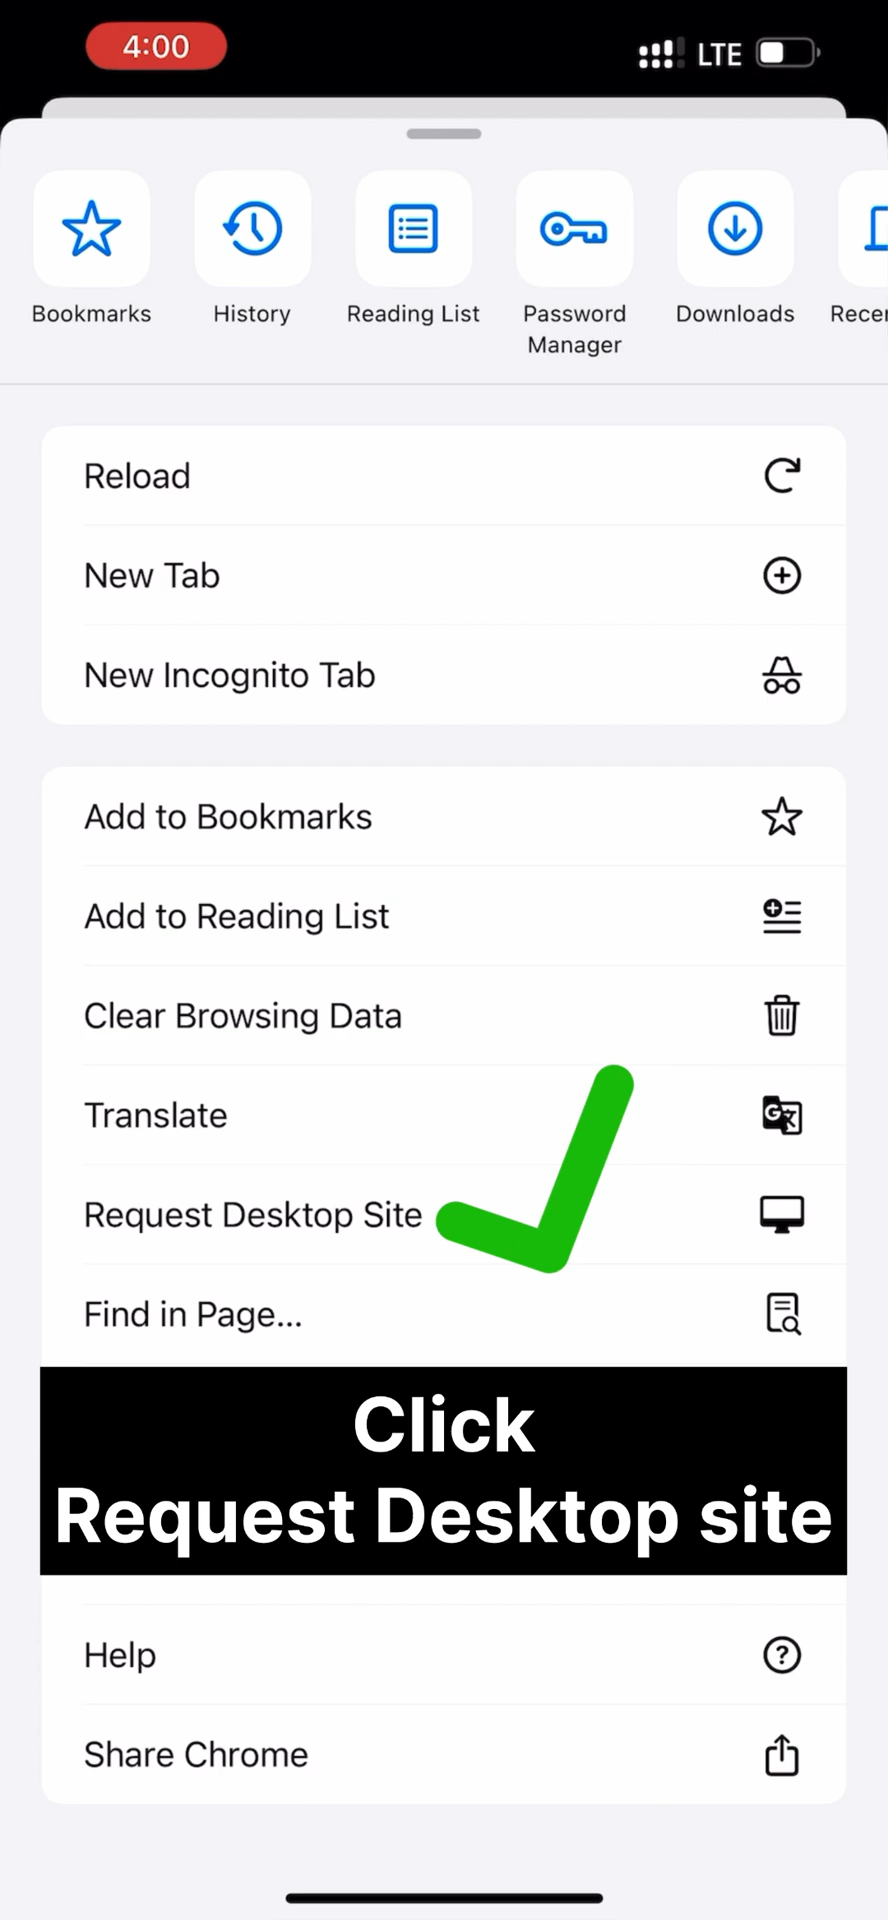 4:00
LTE
Bookmarks
History
Reading List
Password
Manager
Downloads
Reload
New Tab
New Incognito Tab
Add to Bookmarks
Add to Reading List
Clear Browsing Data
Translate
Request Desktop Site
Find in Page...
Click
Request Desktop site
Help
Share Chrome